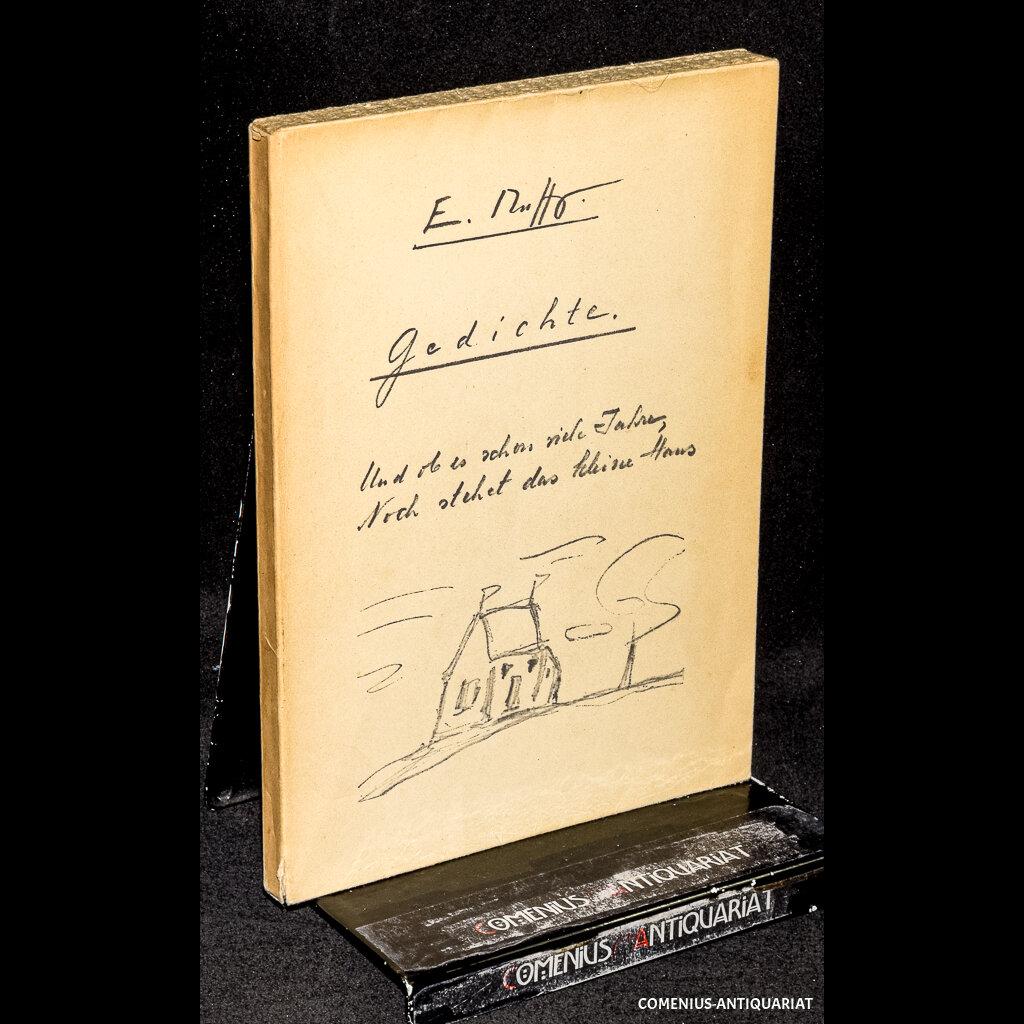 E.
Gedichte.
Und ob es schon viele Jahre,
Noch stehet das kleine Haus
COMENIUS ANTIQUARIAT
COMENIUS ANTIQUARIAT
COMENIUS-ANTIQUARIAT